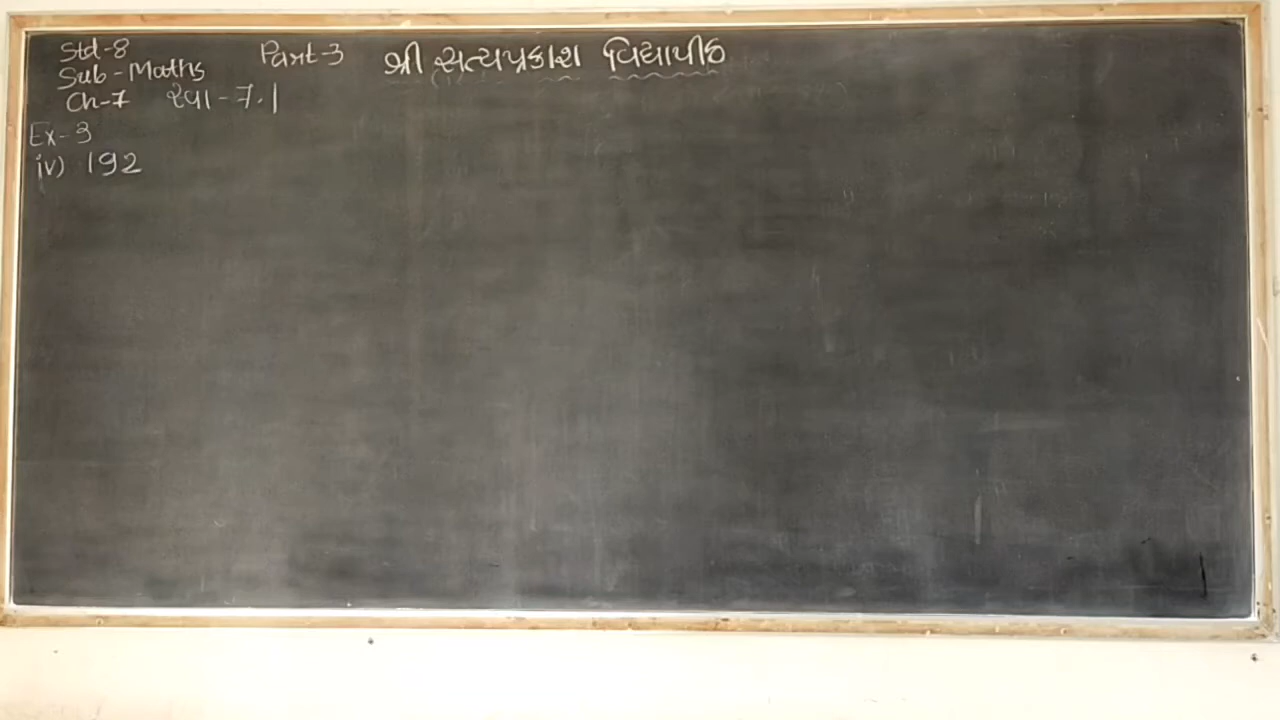 Std-8 Part-3 શ્રી સત્યપ્રકાશ વિદ્યાપીઠ
Sub-Maths
Ch-7 સ્વા-7.1
Ex-3
iv) 192